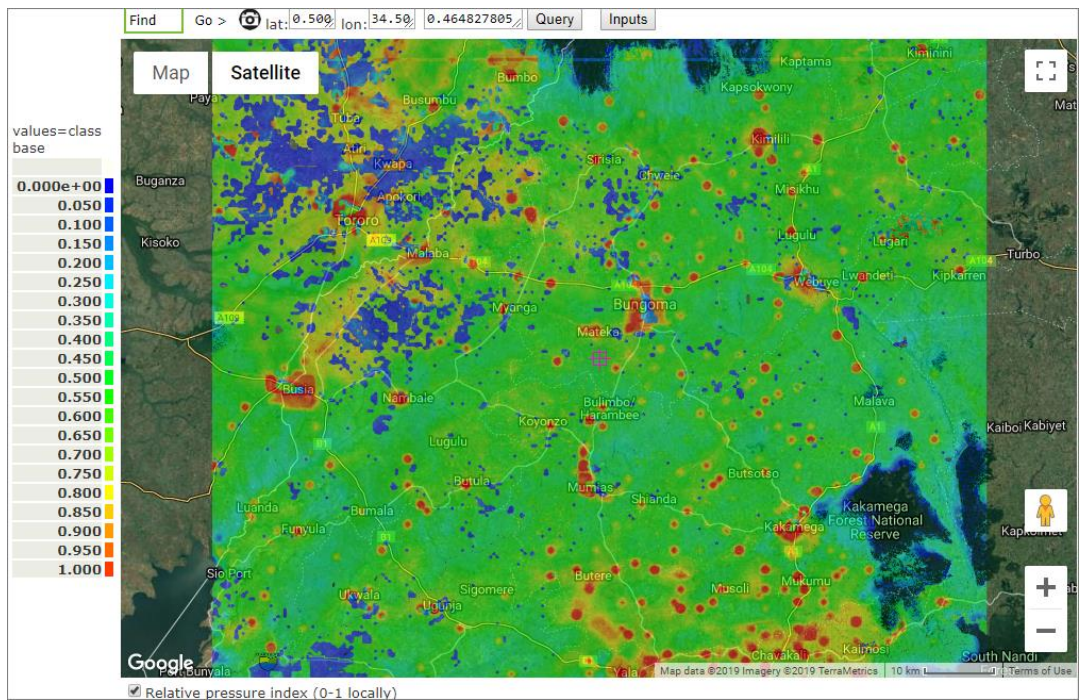 Find Go > lat: 0.500 lon: 34.50 0.464827805 Query Inputs
Map Satellite
values=class
base
0.000e+00
0.050
0.100
0.150
0.200
0.250
0.300
0.350
0.400
0.450
0.500
0.550
0.600
0.650
0.700
0.750
0.800
0.850
0.900
0.950
1.000
Kiminini
Kaptama
Bumbo
Kapsokwony
Paya
Busumbu
Mat
Tuba
Kimilili
Atiri
Sirisia
Kwapa
Chwele
Buganza
Apokori
Misikhu
Tororo
Kisoko
A109
Lugulu
Lugari
Malaba
A104
Turbo
A104
Lwandeti
Kipkarren
Webuye
Myanga
Bungoma
A109
Mateka
Busia
Nambale
Bulimbo/
Harambee
Malava
Koyonzo
A1
Kaiboi
Kabiyet
B1
Lugulu
Butula
Mumias
Butsotso
Shianda
Luanda
Bumala
Kakamega
Forest National
Reserve
Funyula
Kakamega
B1
A1
Sio Port
Butere
Musoli
Mukumu
Sigomere
Ukwala
Ugunja
Kaimosi
Chavakali
South Nandi
Google
Port Bunyala
Yala
Map data ©2019 Imagery ©2019 TerraMetrics
10 km
Terms of Use
Relative pressure index (0-1 locally)